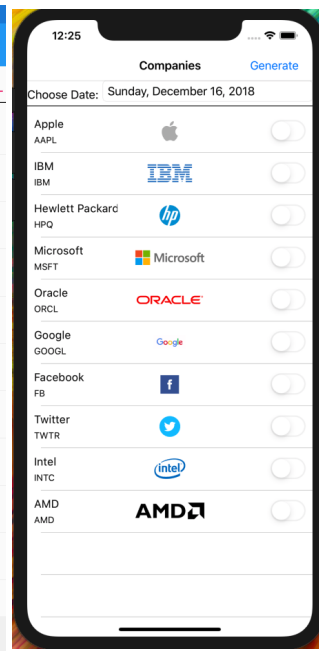 12:25
Companies
Generate
Choose Date: Sunday, December 16, 2018
Apple
AAPL
IBM
IBM
IBM
Hewlett Packard
HPQ
hp
Microsoft
MSFT
Microsoft
Oracle
ORCL
ORACLE
Google
GOOGL
Google
Facebook
FB
f
Twitter
TWTR
Intel
INTC
intel
AMD
AMD
AMD